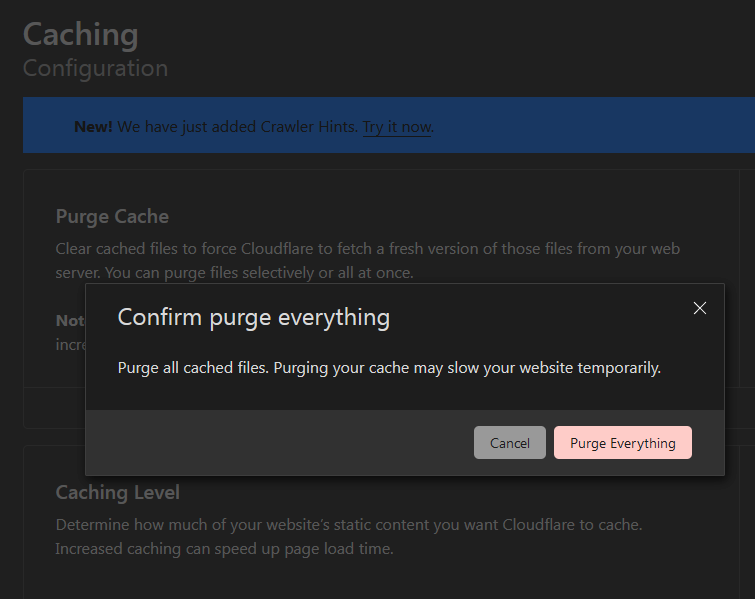 Caching
Configuration
New! We have just added Crawler Hints. Try it now.
Purge Cache
Clear cached files to force Cloudflare to fetch a fresh version of those files from your web
server. You can purge files selectively or all at once.
Confirm purge everything
Purge all cached files. Purging your cache may slow your website temporarily.
Cancel
Purge Everything
Caching Level
Determine how much of your website's static content you want Cloudflare to cache.
Increased caching can speed up page load time.